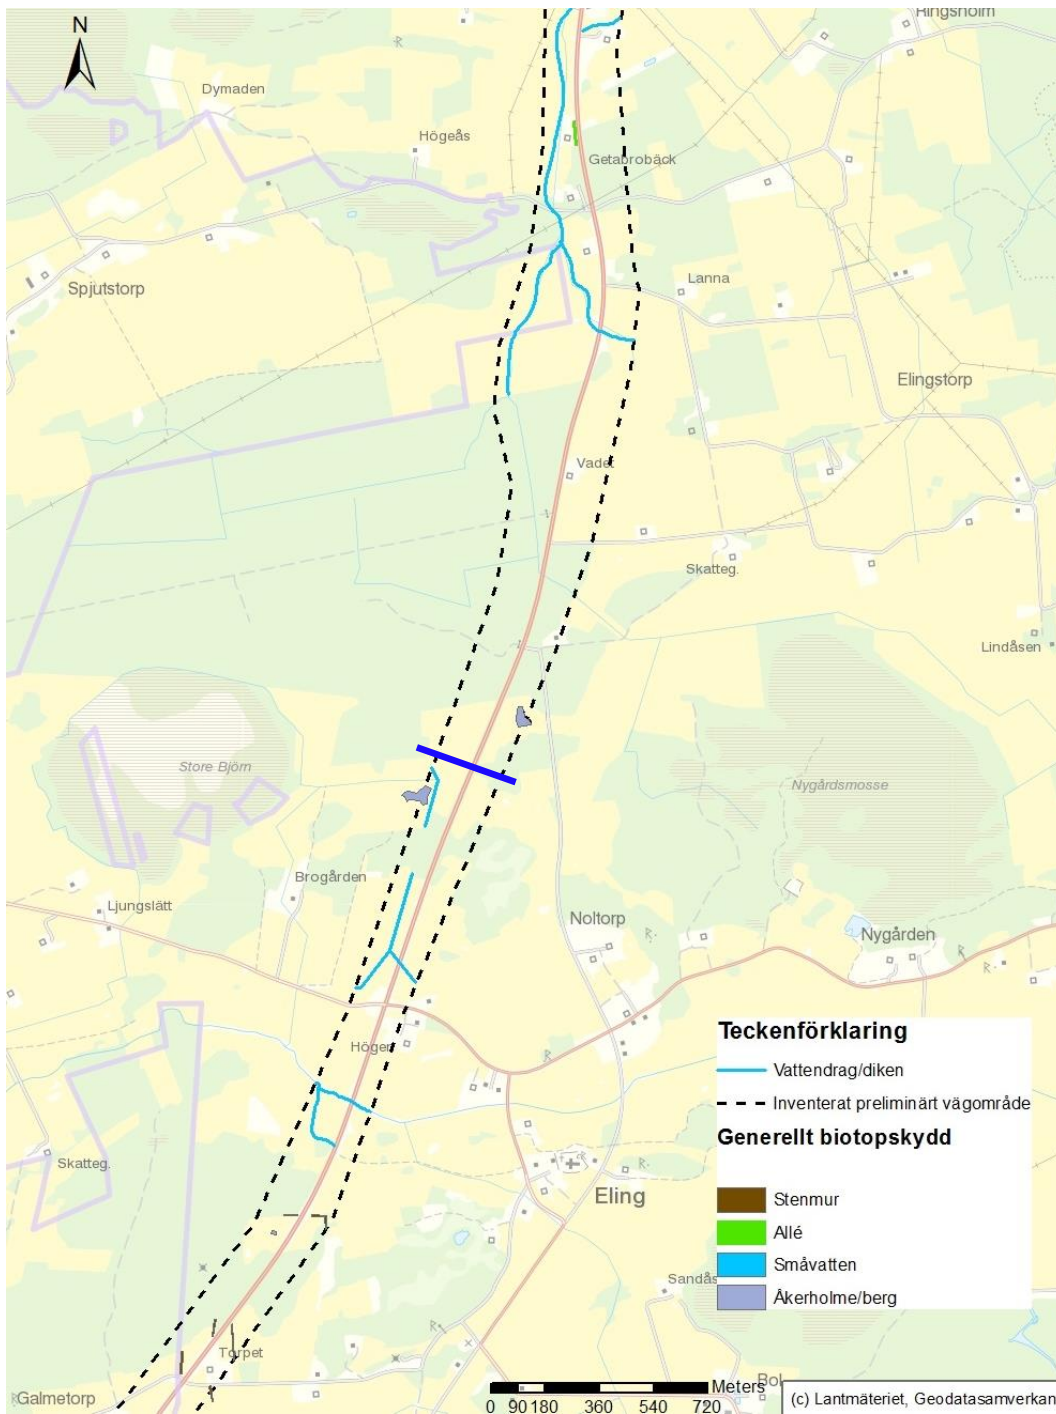 Ringsholm
N
Dymaden
Högeås
Getabrobäck
Lanna
Spjutstorp
Elingstorp
Vadet
Skatteg.
Lindåsen
Store Björn
Nygårdsmosse
Brogården
Ljungslätt
Noltorp
Nygården
R
R
R
Högen
Teckenförklaring
Vattendrag/diken
Inventerat preliminärt vägområde
Generellt biotopskydd
Skatteg.
Eling
Stenmur
Allé
Småvatten
Sandås
Åkerholme/berg
Torpet
Galmetorp
Meters
0 90 180 360 540 720
(c) Lantmäteriet, Geodatasamverkan